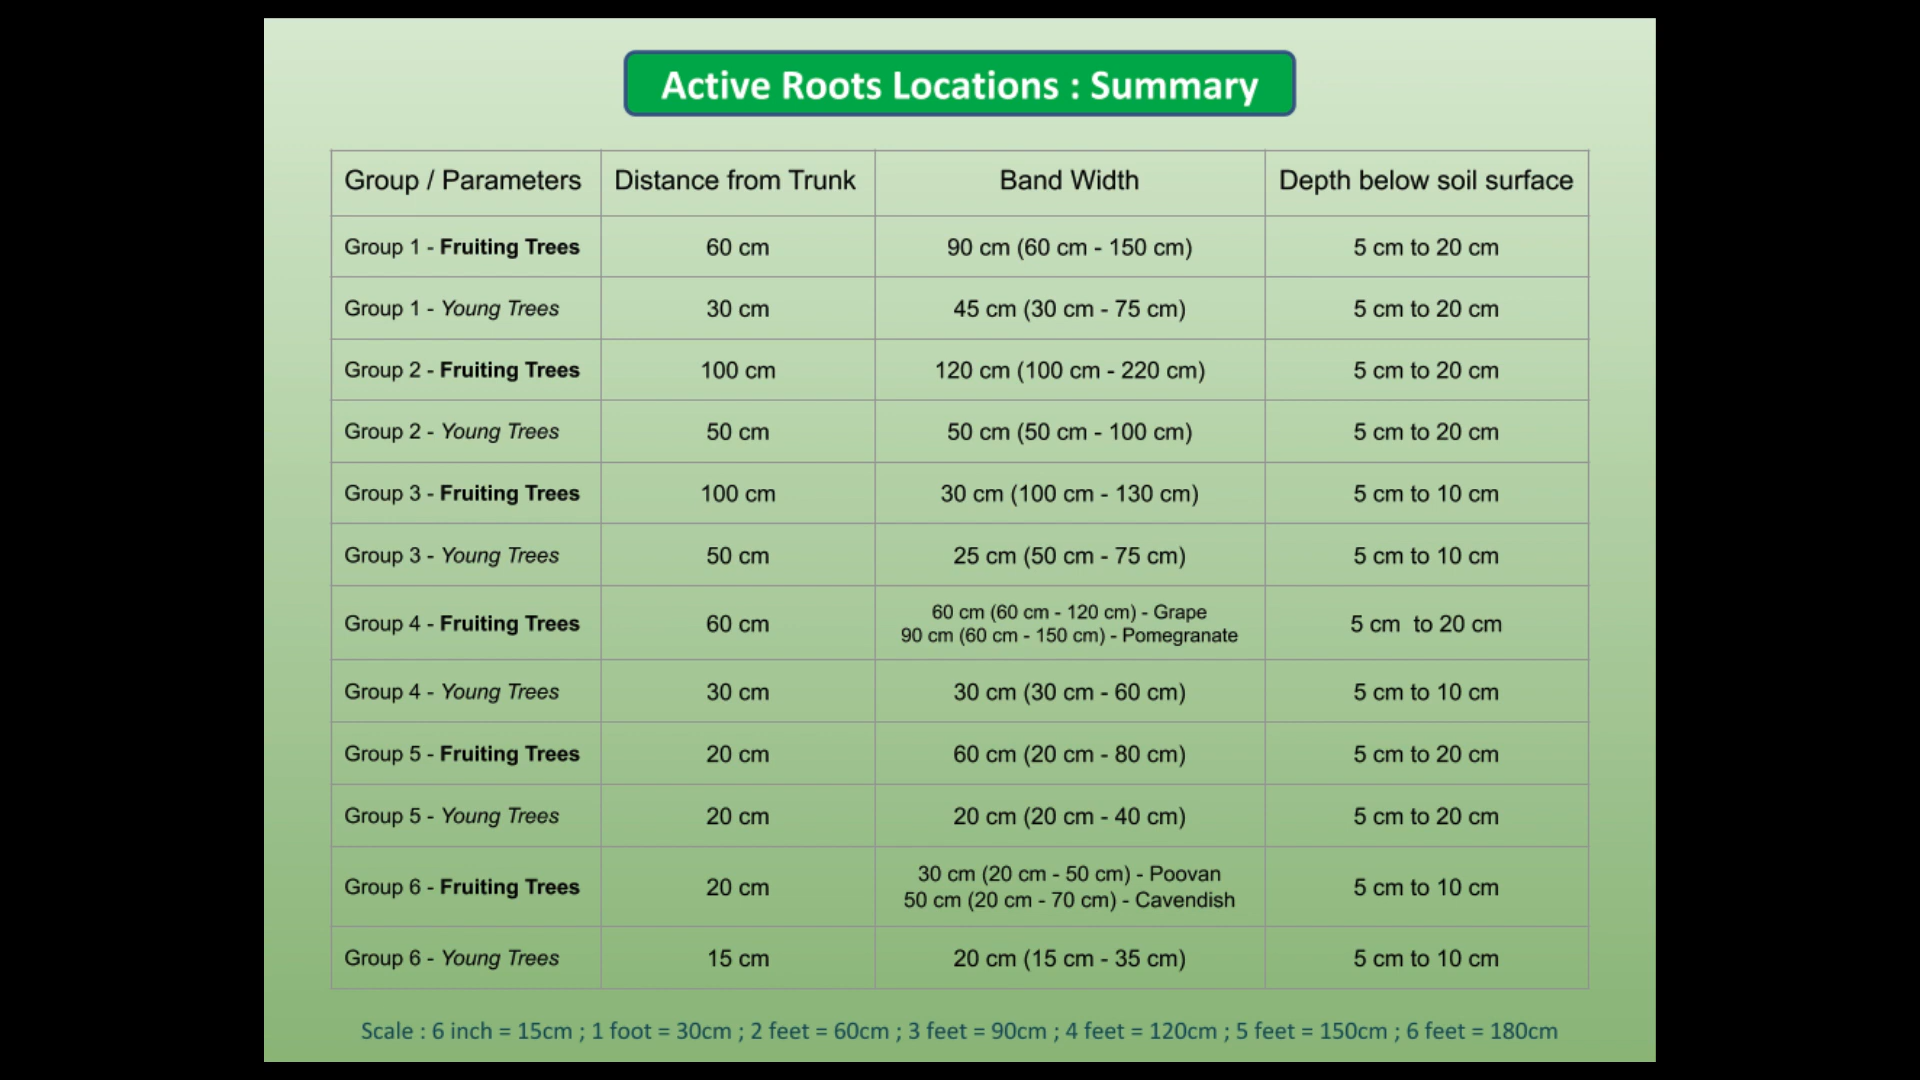 Active Roots Locations : Summary
Group / Parameters Distance from Trunk Band Width Depth below soil surface
Group 1 - Fruiting Trees 60 cm 90 cm (60 cm - 150 cm) 5 cm to 20 cm
Group 1 - Young Trees 30 cm 45 cm (30 cm - 75 cm) 5 cm to 20 cm
Group 2 - Fruiting Trees 100 cm 120 cm (100 cm - 220 cm) 5 cm to 20 cm
Group 2 - Young Trees 50 cm 50 cm (50 cm - 100 cm) 5 cm to 20 cm
Group 3 - Fruiting Trees 100 cm 30 cm (100 cm - 130 cm) 5 cm to 10 cm
Group 3 - Young Trees 50 cm 25 cm (50 cm - 75 cm) 5 cm to 10 cm
Group 4 - Fruiting Trees 60 cm 60 cm (60 cm - 120 cm) - Grape
90 cm (60 cm - 150 cm) - Pomegranate 5 cm to 20 cm
Group 4 - Young Trees 30 cm 30 cm (30 cm - 60 cm) 5 cm to 10 cm
Group 5 - Fruiting Trees 20 cm 60 cm (20 cm - 80 cm) 5 cm to 20 cm
Group 5 - Young Trees 20 cm 20 cm (20 cm - 40 cm) 5 cm to 20 cm
Group 6 - Fruiting Trees 20 cm 30 cm (20 cm - 50 cm) - Poovan
50 cm (20 cm - 70 cm) - Cavendish 5 cm to 10 cm
Group 6 - Young Trees 15 cm 20 cm (15 cm - 35 cm) 5 cm to 10 cm
Scale : 6 inch = 15cm ; 1 foot = 30cm ; 2 feet = 60cm ; 3 feet = 90cm ; 4 feet = 120cm ; 5 feet = 150cm ; 6 feet = 180cm